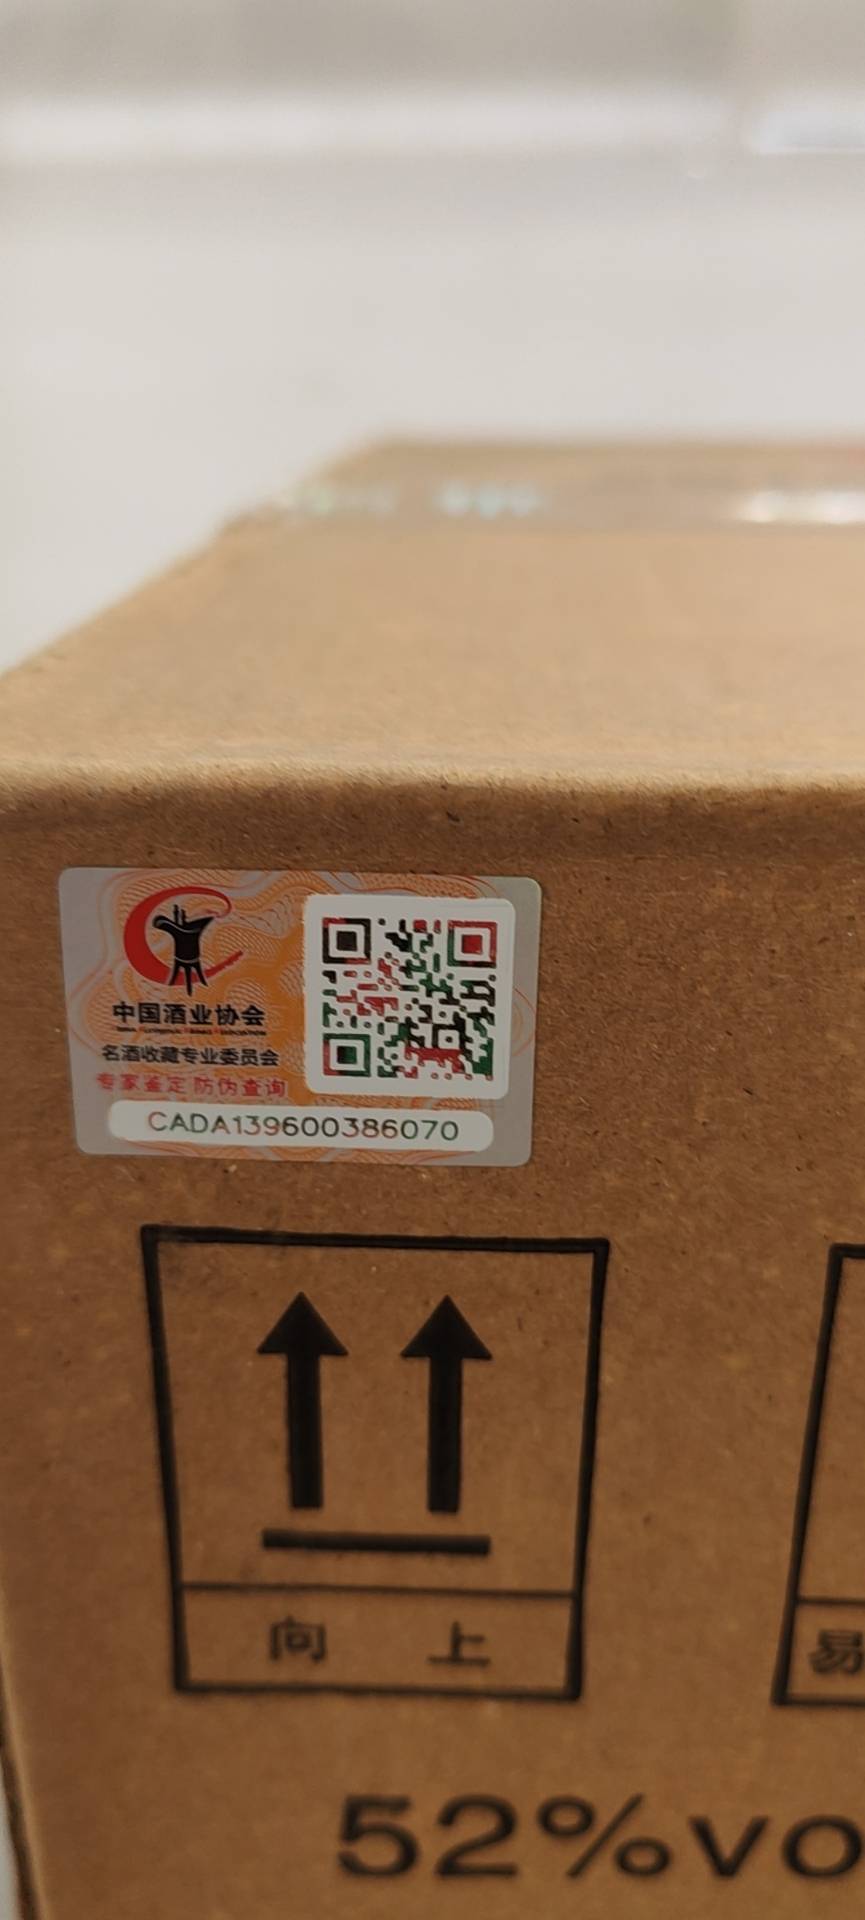 中国酒业协会
名酒收藏专业委员会
专家鉴定 防伪查询
CADA139600386070
向 上
易
52%vo